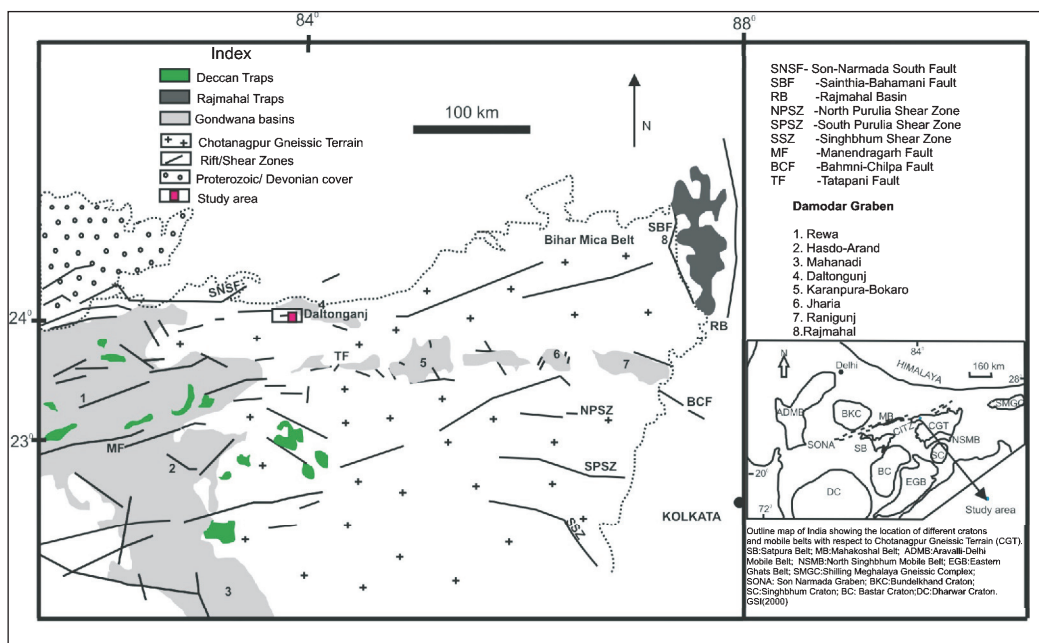 84°
88°
Index
Deccan Traps
Rajmahal Traps
Gondwana basins
Chotanagpur Gneissic Terrain
Rift/Shear Zones
Proterozoic/ Devonian cover
Study area
100 km
N
SNSF- Son-Narmada South Fault
SBF -Sainthia-Bahamani Fault
RB -Rajmahal Basin
NPSZ -North Purulia Shear Zone
SPSZ -South Purulia Shear Zone
SSZ -Singhbhum Shear Zone
MF -Manendragarh Fault
BCF -Bahmni-Chilpa Fault
TF -Tatapani Fault
Damodar Graben
1. Rewa
2. Hasdo-Arand
3. Mahanadi
4. Daltongunj
5. Karanpura-Bokaro
6. Jharia
7. Ranigunj
8.Rajmahal
SBF
8
Bihar Mica Belt
SNSF
4
Daltonganj
24°
RB
TF
5
6
7
1
BCF
NPSZ
23°
MF
2
SPSZ
SSZ
KOLKATA
3
84°
N
Delhi
HIMALAYA
160 km
28°
SMGC
ADMB
BKC
MB
CITZ
CGT
SONA
SB
NSMB
SC
20°
BC
EGB
DC
72°
Study area
Outline map of India showing the location of different cratons
and mobile belts with respect to Chotanagpur Gneissic Terrain (CGT).
SB:Satpura Belt; MB:Mahakoshal Belt; ADMB:Aravalli-Delhi
Mobile Belt; NSMB:North Singhbhum Mobile Belt; EGB:Eastern
Ghats Belt; SMGC:Shilling Meghalaya Gneissic Complex;
SONA: Son Narmada Graben; BKC:Bundelkhand Craton;
SC:Singhbhum Craton; BC: Bastar Craton;DC:Dharwar Craton.
GSI(2000)